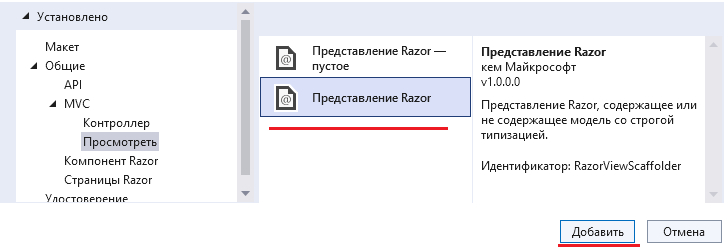 Установлено
Макет
Общие
API
MVC
Контроллер
Просмотреть
Компонент Razor
Страницы Razor
Удостоверение
Представление Razor —
пустое
Представление Razor
Представление Razor
кем Майкрософт
v1.0.0.0
Представление Razor, содержащее или
не содержащее модель со строгой
типизацией.
Идентификатор: RazorViewScaffolder
Добавить
Отмена